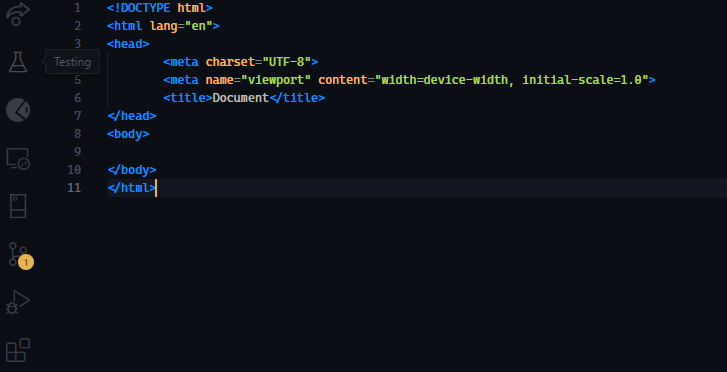 1 <!DOCTYPE html>
2 <html lang="en">
3 <head>
Testing
4 <meta charset="UTF-8">
5 <meta name="viewport" content="width=device-width, initial-scale=1.0">
6 <title>Document</title>
7 </head>
8 <body>
9
10 </body>
11 </html>
1